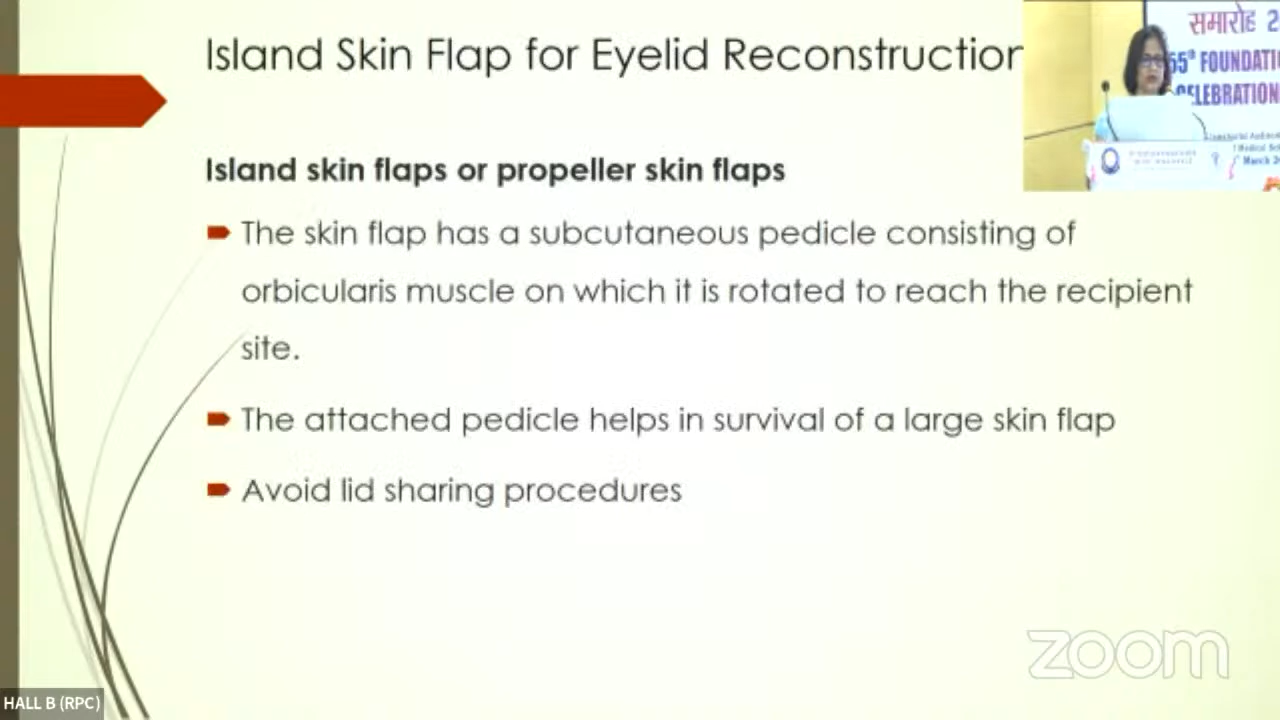 Island Skin Flap for Eyelid Reconstruction
समारोह 2
55ᵗʰ FOUNDATI
CELEBRATION
Island skin flaps or propeller skin flaps
The skin flap has a subcutaneous pedicle consisting of
orbicularis muscle on which it is rotated to reach the recipient
site.
The attached pedicle helps in survival of a large skin flap
Avoid lid sharing procedures
zoom
HALL B (RPC)